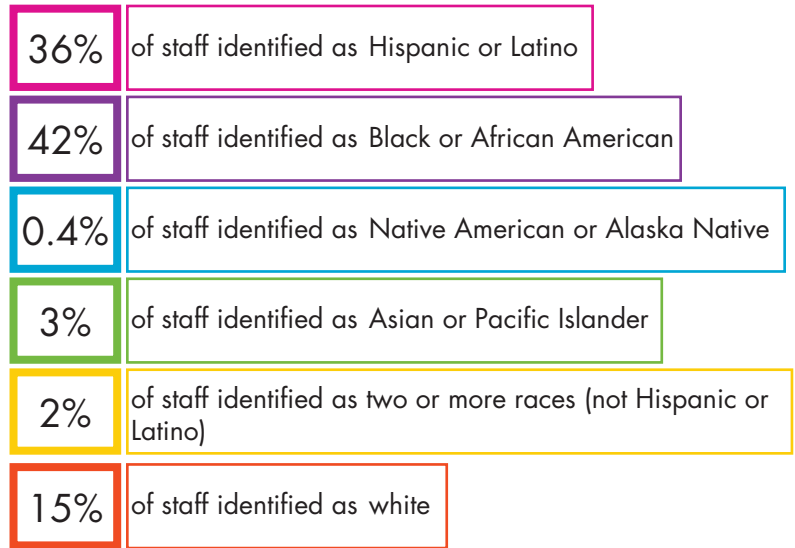 36% of staff identified as Hispanic or Latino
42% of staff identified as Black or African American
0.4% of staff identified as Native American or Alaska Native
3% of staff identified as Asian or Pacific Islander
2% of staff identified as two or more races (not Hispanic or
Latino)
15% of staff identified as white